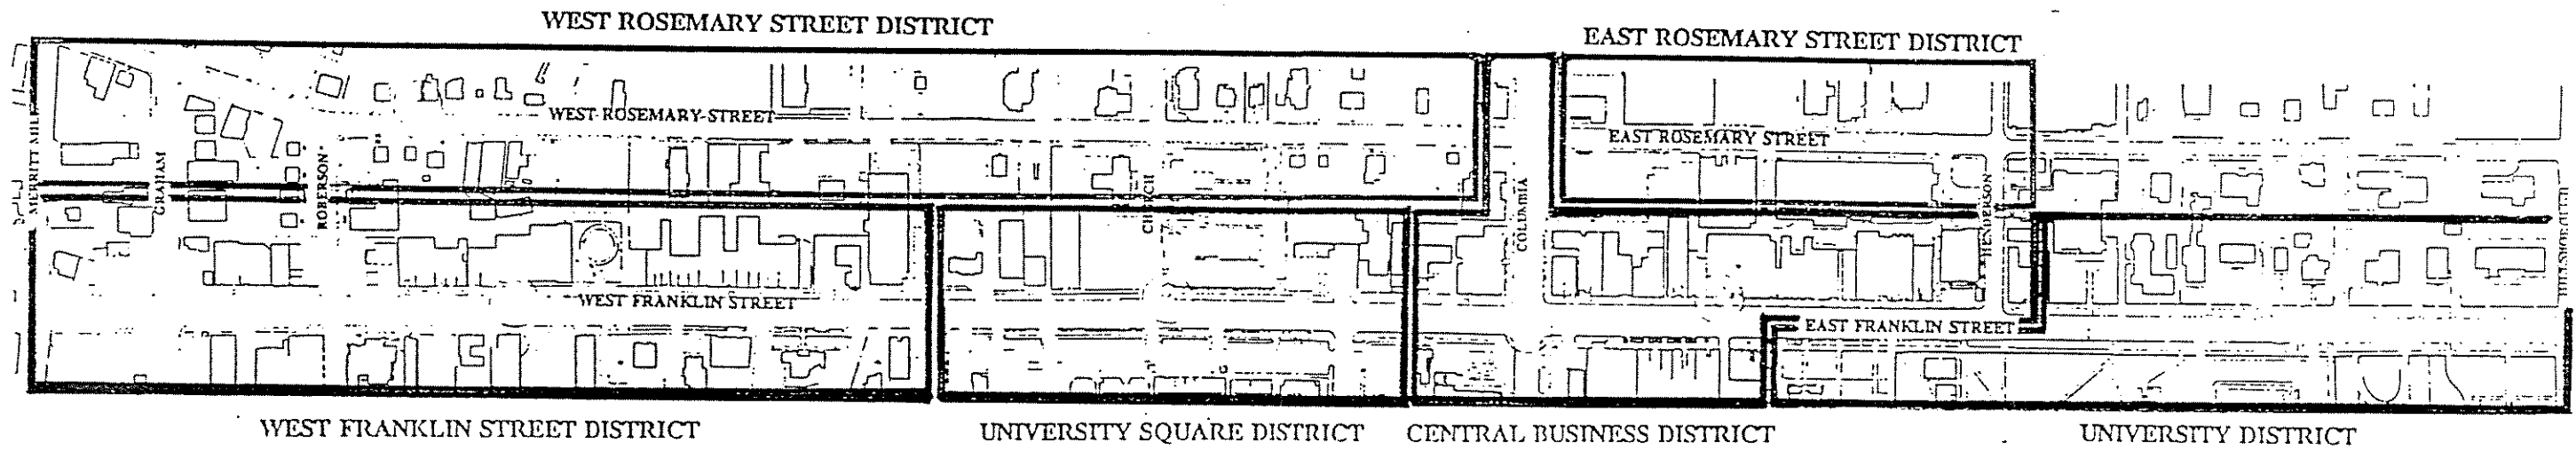 WEST ROSEMARY STREET DISTRICT
EAST ROSEMARY STREET DISTRICT
MERRITT MILL
GRAHAM
ROBERSON
WEST ROSEMARY STREET
CHURCH
COLUMBIA
EAST ROSEMARY STREET
HENDERSON
WEST FRANKLIN STREET
EAST FRANKLIN STREET
WEST FRANKLIN STREET DISTRICT
UNIVERSITY SQUARE DISTRICT
CENTRAL BUSINESS DISTRICT
UNIVERSITY DISTRICT